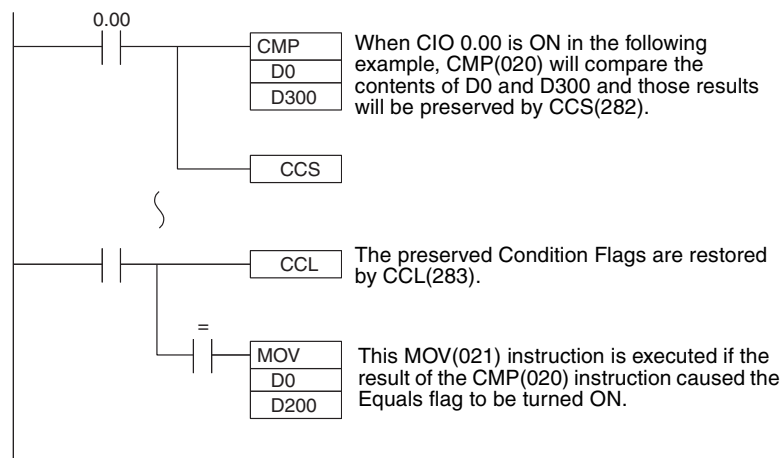 0.00
CMP
D0
D300
When CIO 0.00 is ON in the following
example, CMP(020) will compare the
contents of D0 and D300 and those results
will be preserved by CCS(282).
CCS
CCL
The preserved Condition Flags are restored
by CCL(283).
=
MOV
D0
D200
This MOV(021) instruction is executed if the
result of the CMP(020) instruction caused the
Equals flag to be turned ON.